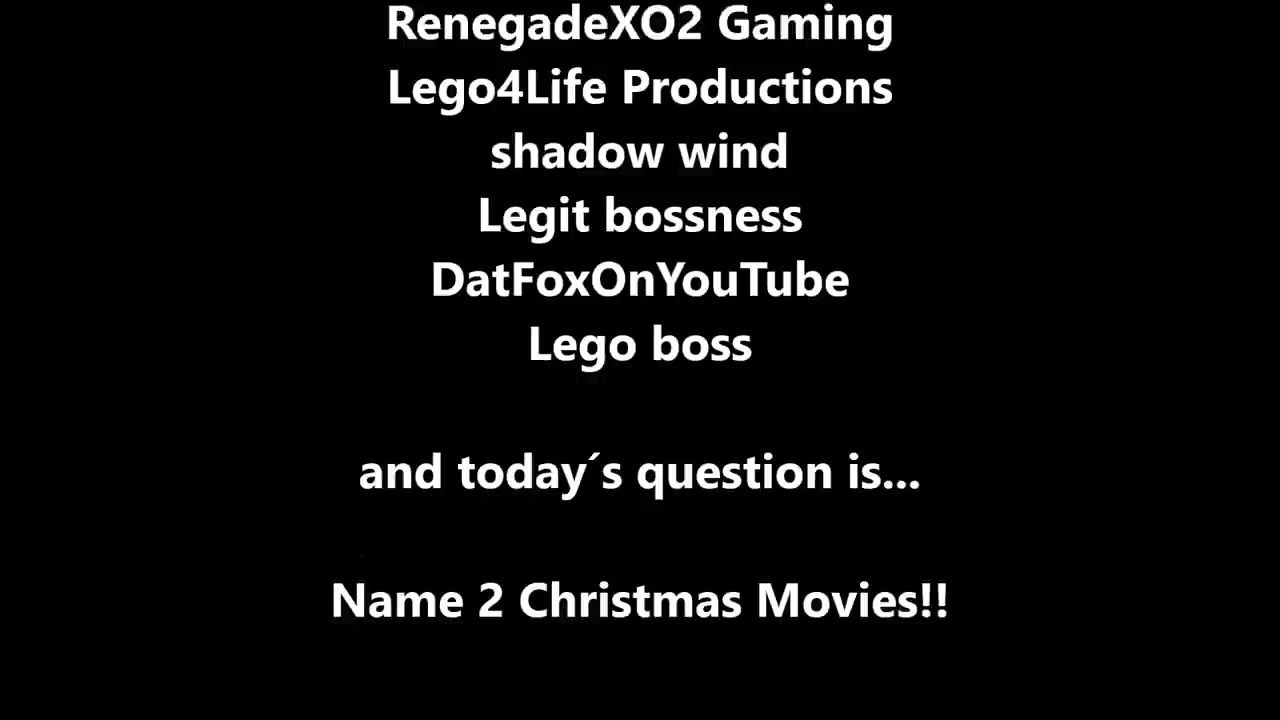 RenegadeXO2 Gaming
Lego4Life Productions
shadow wind
Legit bossness
DatFoxOnYouTube
Lego boss
and today´s question is...
Name 2 Christmas Movies!!